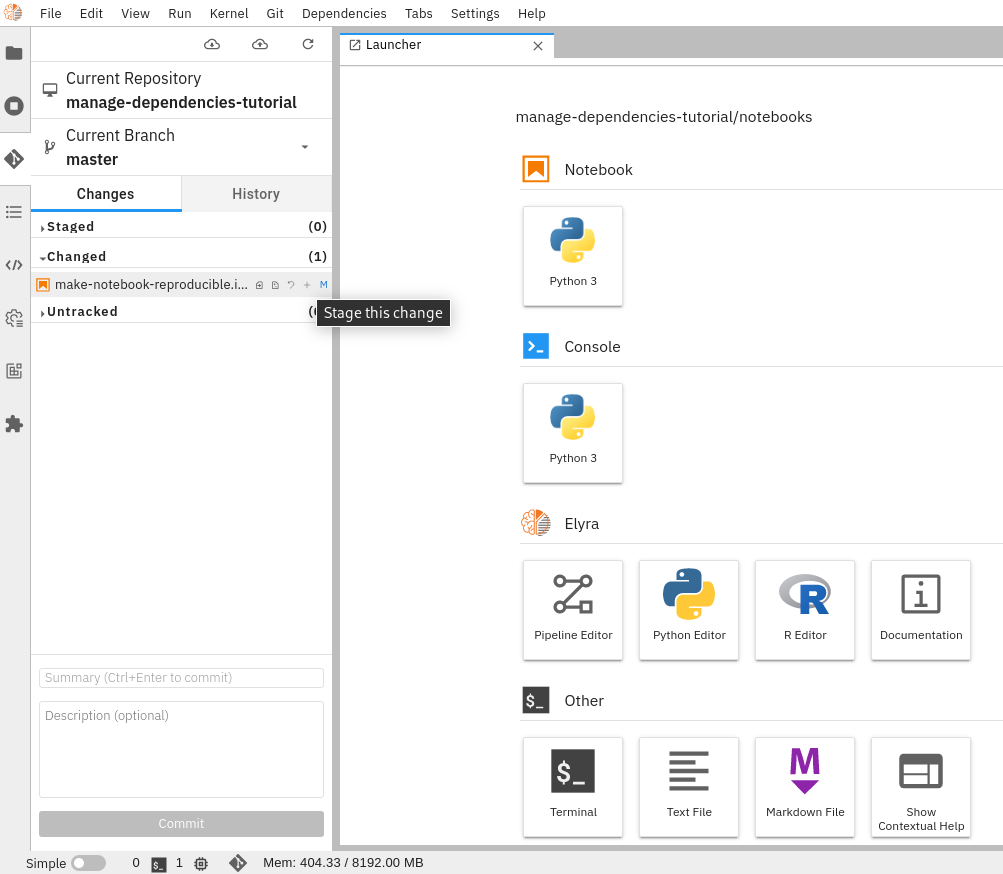 File Edit View Run Kernel Git Dependencies Tabs Settings Help
Launcher
Current Repository
manage-dependencies-tutorial
Current Branch
master
Changes History
Staged (0)
Changed (1)
make-notebook-reproducible.i... M
Untracked
Stage this change
Summary (Ctrl+Enter to commit)
Description (optional)
Commit
manage-dependencies-tutorial/notebooks
Notebook
Python 3
>_ Console
Python 3
Elyra
Pipeline Editor Python Editor R Editor Documentation
$_ Other
$_ M
Terminal Text File Markdown File Show
Contextual Help
Simple 0 $_ 1 Mem: 404.33 / 8192.00 MB